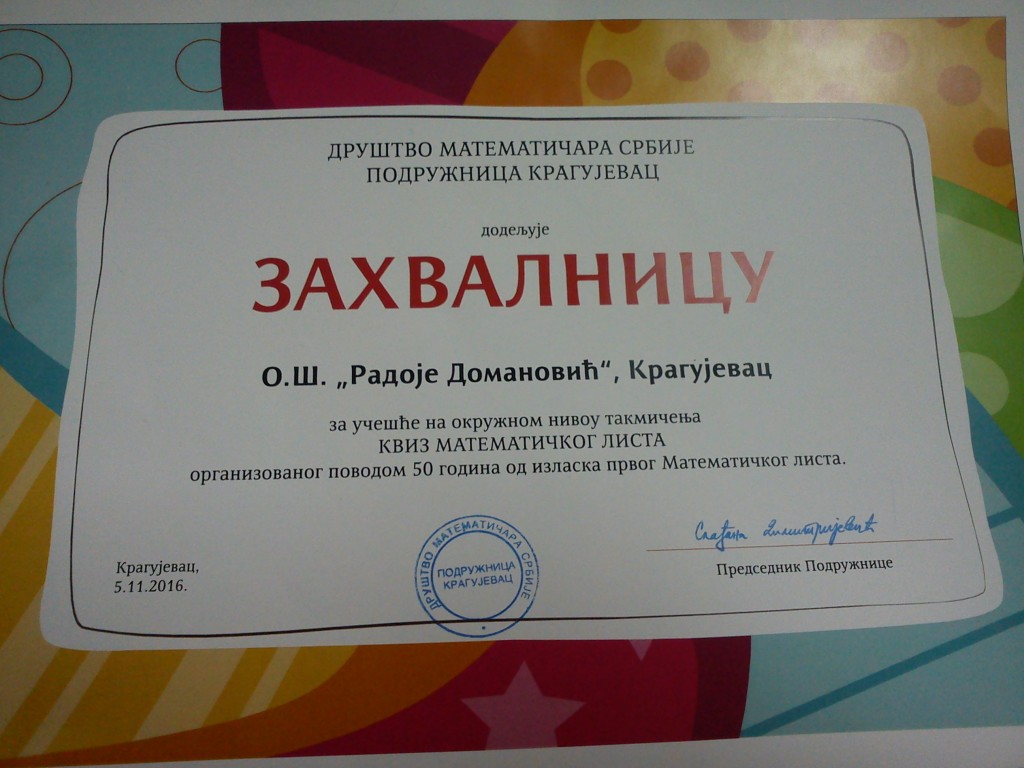 ДРУШТВО МАТЕМАТИЧАРА СРБИЈЕ
ПОДРУЖНИЦА КРАГУЈЕВАЦ
додељује
ЗАХВАЛНИЦУ
О.Ш. „Радоје Домановић“, Крагујевац
за учешће на окружном нивоу такмичења
КВИЗ МАТЕМАТИЧКОГ ЛИСТА
организованог поводом 50 година од изласка првог Математичког листа.
Слађана Димитријевић
Крагујевац,
5.11.2016.
ДРУШТВО МАТЕМАТИЧАРА СРБИЈЕ
ПОДРУЖНИЦА
КРАГУЈЕВАЦ
Председник Подружнице